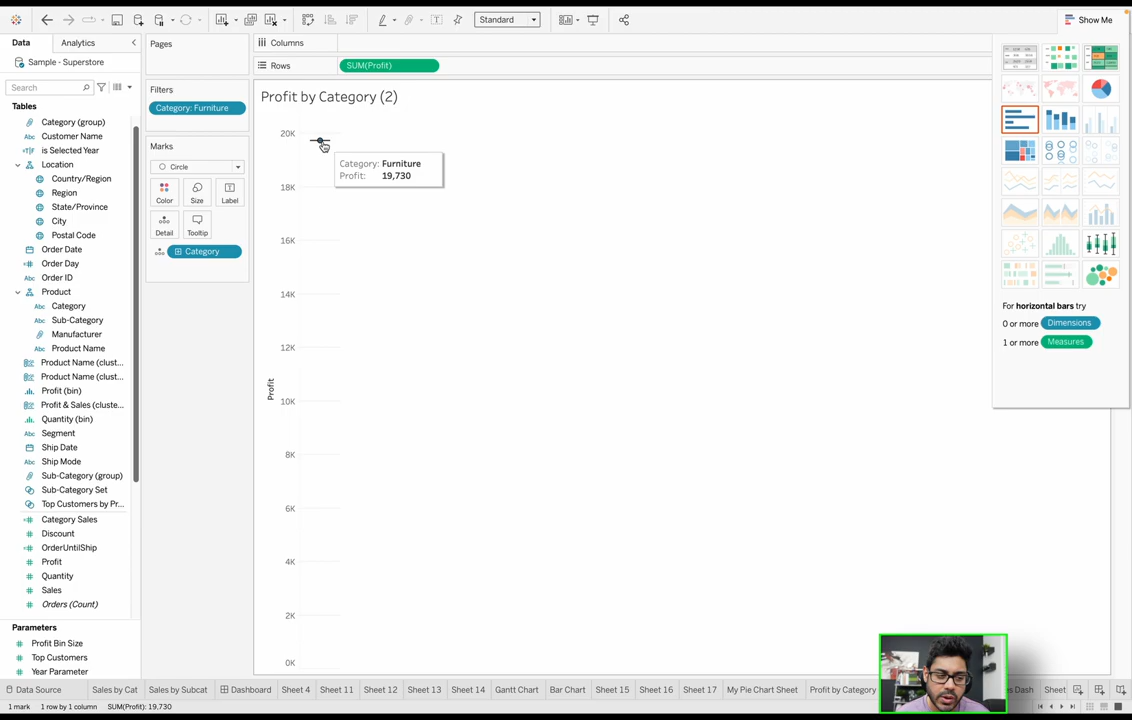 Standard
Show Me
Data
Analytics
Sample - Superstore
Search
Tables
Category (group)
Customer Name
is Selected Year
Location
Country/Region
Region
State/Province
City
Postal Code
Order Date
Order Day
Order ID
Product
Category
Sub-Category
Manufacturer
Product Name
Product Name (clust...
Product Name (clust...
Profit (bin)
Profit & Sales (cluste...
Quantity (bin)
Segment
Ship Date
Ship Mode
Sub-Category (group)
Sub-Category Set
Top Customers by Pr...
Category Sales
Discount
OrderUntilShip
Profit
Quantity
Sales
Orders (Count)
Parameters
Profit Bin Size
Top Customers
Year Parameter
Pages
Filters
Category: Furniture
Marks
Circle
Color
Size
Label
Detail
Tooltip
Category
Columns
Rows
SUM(Profit)
Profit by Category (2)
20K
18K
16K
14K
12K
10K
8K
6K
4K
2K
0K
Profit
Category: Furniture
Profit: 19,730
For horizontal bars try
0 or more Dimensions
1 or more Measures
Data Source
Sales by Cat
Sales by Subcat
Dashboard
Sheet 4
Sheet 11
Sheet 12
Sheet 13
Sheet 14
Gantt Chart
Bar Chart
Sheet 15
Sheet 16
Sheet 17
My Pie Chart Sheet
Profit by Category
es Dash
Sheet
1 mark
1 row by 1 column
SUM(Profit): 19,730